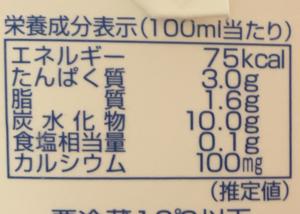 栄養成分表示(100ml当たり)
エネルギー 75kcal
たんぱく質 3.0g
脂質 1.6g
炭水化物 10.0g
食塩相当量 0.1g
カルシウム 100mg
(推定値)